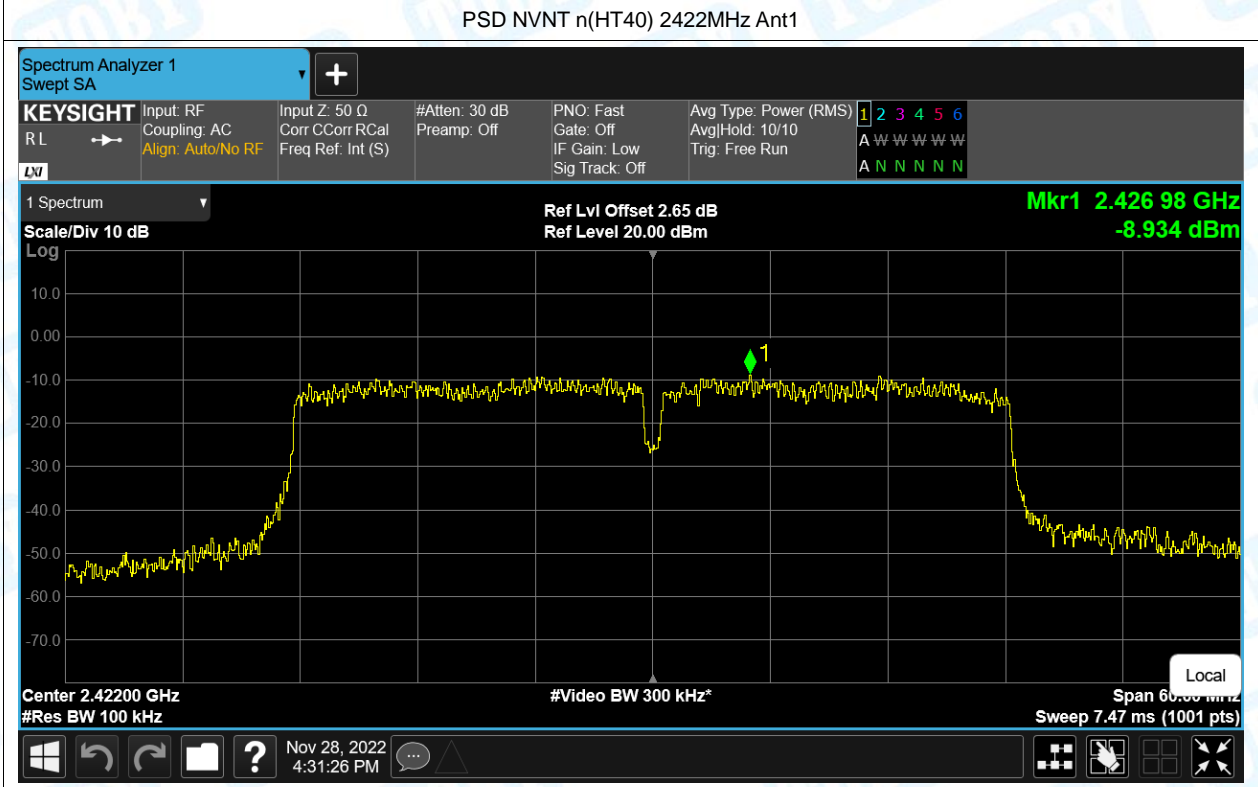 PSD NVNT n(HT40) 2422MHz Ant1
Spectrum Analyzer 1
Swept SA
KEYSIGHT
R L
LXI
Input: RF
Coupling: AC
Align: Auto/No RF
Input Z: 50 Ω
Corr CCorr RCal
Freq Ref: Int (S)
#Atten: 30 dB
Preamp: Off
PNO: Fast
Gate: Off
IF Gain: Low
Sig Track: Off
Avg Type: Power (RMS)
Avg|Hold: 10/10
Trig: Free Run
1 2 3 4 5 6
A W W W W W
A N N N N N
1 Spectrum
Scale/Div 10 dB
Log
Ref Lvl Offset 2.65 dB
Ref Level 20.00 dBm
Mkr1 2.426 98 GHz
-8.934 dBm
10.0
0.00
-10.0
-20.0
-30.0
-40.0
-50.0
-60.0
-70.0
1
Local
Center 2.42200 GHz
#Video BW 300 kHz*
Span 60.00 MHz
#Res BW 100 kHz
Sweep 7.47 ms (1001 pts)
?
Nov 28, 2022
4:31:26 PM